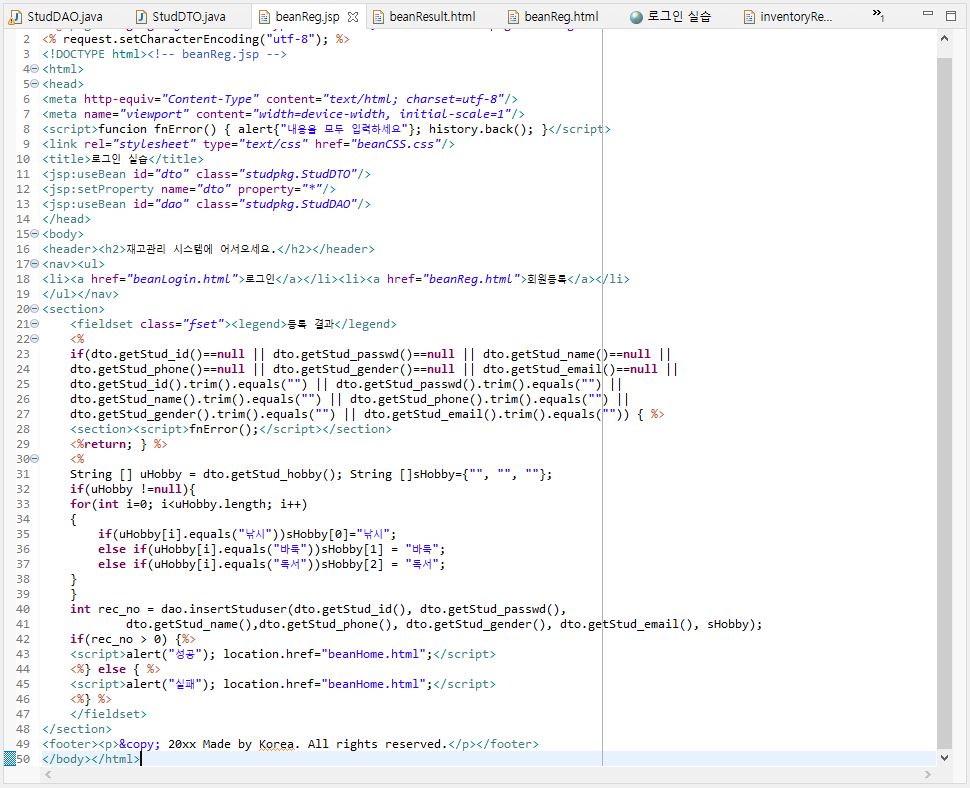 StudDAO.java StudDTO.java beanReg.jsp beanResult.html beanReg.html 로그인 실습 inventoryRe... »1
2 <% request.setCharacterEncoding("utf-8"); %>
3 <!DOCTYPE html><!-- beanReg.jsp -->
4 <html>
5 <head>
6 <meta http-equiv="Content-Type" content="text/html; charset=utf-8"/>
7 <meta name="viewport" content="width=device-width, initial-scale=1"/>
8 <script>funcion fnError() { alert{"내용을 모두 입력하세요"}; history.back(); }</script>
9 <link rel="stylesheet" type="text/css" href="beanCSS.css"/>
10 <title>로그인 실습</title>
11 <jsp:useBean id="dto" class="studpkg.StudDTO"/>
12 <jsp:setProperty name="dto" property="*"/>
13 <jsp:useBean id="dao" class="studpkg.StudDAO"/>
14 </head>
15 <body>
16 <header><h2>재고관리 시스템에 어서오세요.</h2></header>
17 <nav><ul>
18 <li><a href="beanLogin.html">로그인</a></li><li><a href="beanReg.html">회원등록</a></li>
19 </ul></nav>
20 <section>
21 <fieldset class="fset"><legend>등록 결과</legend>
22 <%
23 if(dto.getStud_id()==null || dto.getStud_passwd()==null || dto.getStud_name()==null ||
24 dto.getStud_phone()==null || dto.getStud_gender()==null || dto.getStud_email()==null ||
25 dto.getStud_id().trim().equals("") || dto.getStud_passwd().trim().equals("") ||
26 dto.getStud_name().trim().equals("") || dto.getStud_phone().trim().equals("") ||
27 dto.getStud_gender().trim().equals("") || dto.getStud_email().trim().equals("")) { %>
28 <section><script>fnError();</script></section>
29 <%return; } %>
30 <%
31 String [] uHobby = dto.getStud_hobby(); String []sHobby={"", "", ""};
32 if(uHobby !=null){
33 for(int i=0; i<uHobby.length; i++)
34 {
35 if(uHobby[i].equals("낚시"))sHobby[0]="낚시";
36 else if(uHobby[i].equals("바둑"))sHobby[1] = "바둑";
37 else if(uHobby[i].equals("독서"))sHobby[2] = "독서";
38 }
39 }
40 int rec_no = dao.insertStuduser(dto.getStud_id(), dto.getStud_passwd(),
41 dto.getStud_name(),dto.getStud_phone(), dto.getStud_gender(), dto.getStud_email(), sHobby);
42 if(rec_no > 0) {%>
43 <script>alert("성공"); location.href="beanHome.html";</script>
44 <%} else { %>
45 <script>alert("실패"); location.href="beanHome.html";</script>
46 <%} %>
47 </fieldset>
48 </section>
49 <footer><p>&copy; 20xx Made by Korea. All rights reserved.</p></footer>
50 </body></html>